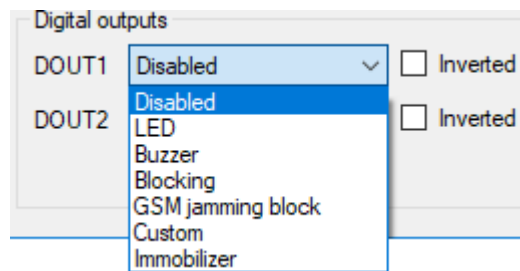 Digital outputs
DOUT1 Disabled Inverted
Disabled
DOUT2 Inverted
LED
Buzzer
Blocking
GSM jamming block
Custom
Immobilizer